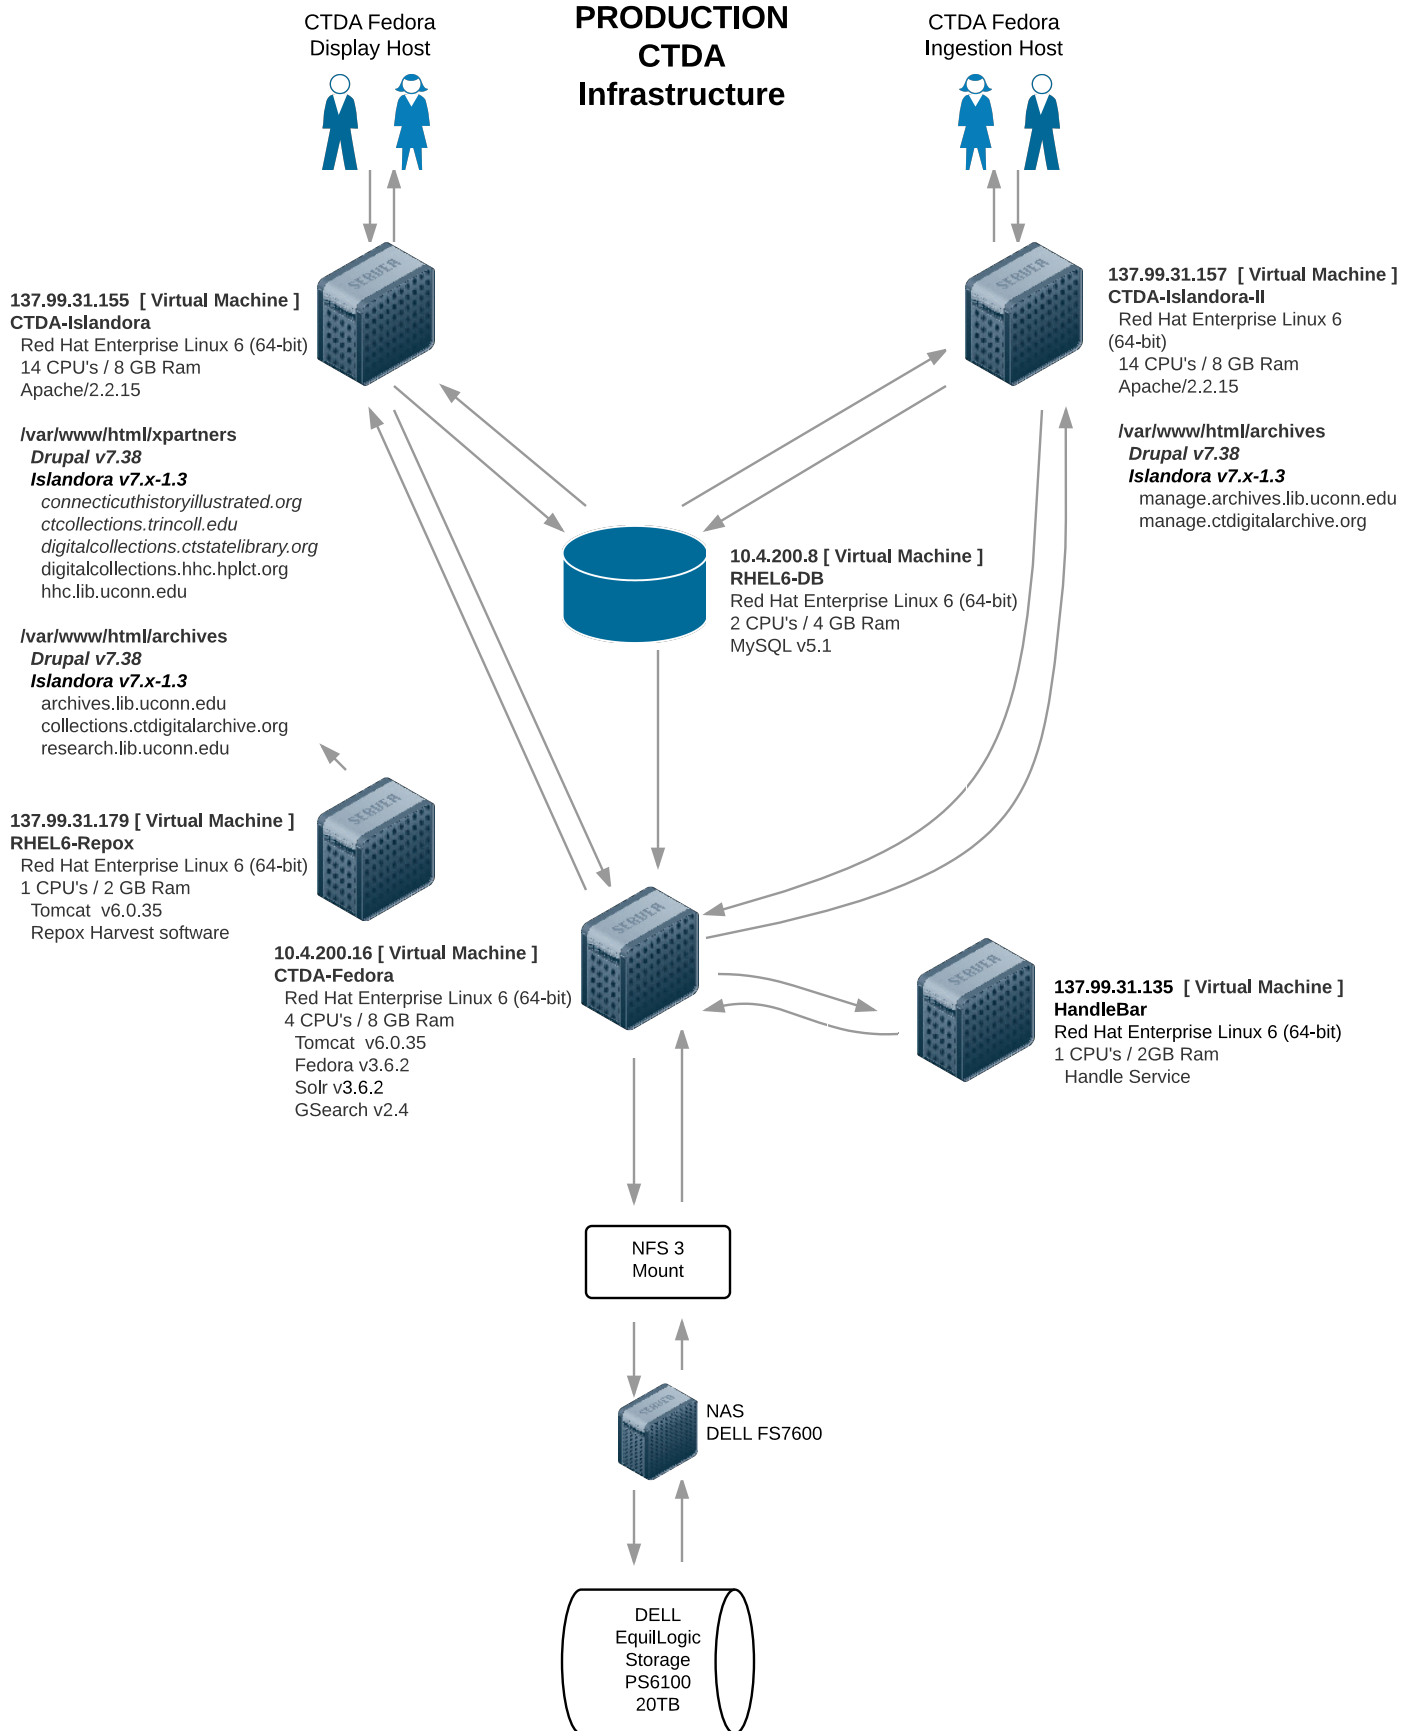 CTDA Fedora
Display Host
PRODUCTION
CTDA
Infrastructure
CTDA Fedora
Ingestion Host
SERVER
SERVER
137.99.31.155 [ Virtual Machine ]
CTDA-Islandora
Red Hat Enterprise Linux 6 (64-bit)
14 CPU's / 8 GB Ram
Apache/2.2.15
/var/www/html/xpartners
Drupal v7.38
Islandora v7.x-1.3
connecticuthistoryillustrated.org
ctcollections.trincoll.edu
digitalcollections.ctstatelibrary.org
digitalcollections.hhc.hplct.org
hhc.lib.uconn.edu
/var/www/html/archives
Drupal v7.38
Islandora v7.x-1.3
archives.lib.uconn.edu
collections.ctdigitalarchive.org
research.lib.uconn.edu
137.99.31.157 [ Virtual Machine ]
CTDA-Islandora-II
Red Hat Enterprise Linux 6
(64-bit)
14 CPU's / 8 GB Ram
Apache/2.2.15
/var/www/html/archives
Drupal v7.38
Islandora v7.x-1.3
manage.archives.lib.uconn.edu
manage.ctdigitalarchive.org
10.4.200.8 [ Virtual Machine ]
RHEL6-DB
Red Hat Enterprise Linux 6 (64-bit)
2 CPU's / 4 GB Ram
MySQL v5.1
SERVER
137.99.31.179 [ Virtual Machine ]
RHEL6-Repox
Red Hat Enterprise Linux 6 (64-bit)
1 CPU's / 2 GB Ram
Tomcat v6.0.35
Repox Harvest software
SERVER
10.4.200.16 [ Virtual Machine ]
CTDA-Fedora
Red Hat Enterprise Linux 6 (64-bit)
4 CPU's / 8 GB Ram
Tomcat v6.0.35
Fedora v3.6.2
Solr v3.6.2
GSearch v2.4
SERVER
137.99.31.135 [ Virtual Machine ]
HandleBar
Red Hat Enterprise Linux 6 (64-bit)
1 CPU's / 2GB Ram
Handle Service
NFS 3
Mount
SERVER
NAS
DELL FS7600
DELL
EquilLogic
Storage
PS6100
20TB